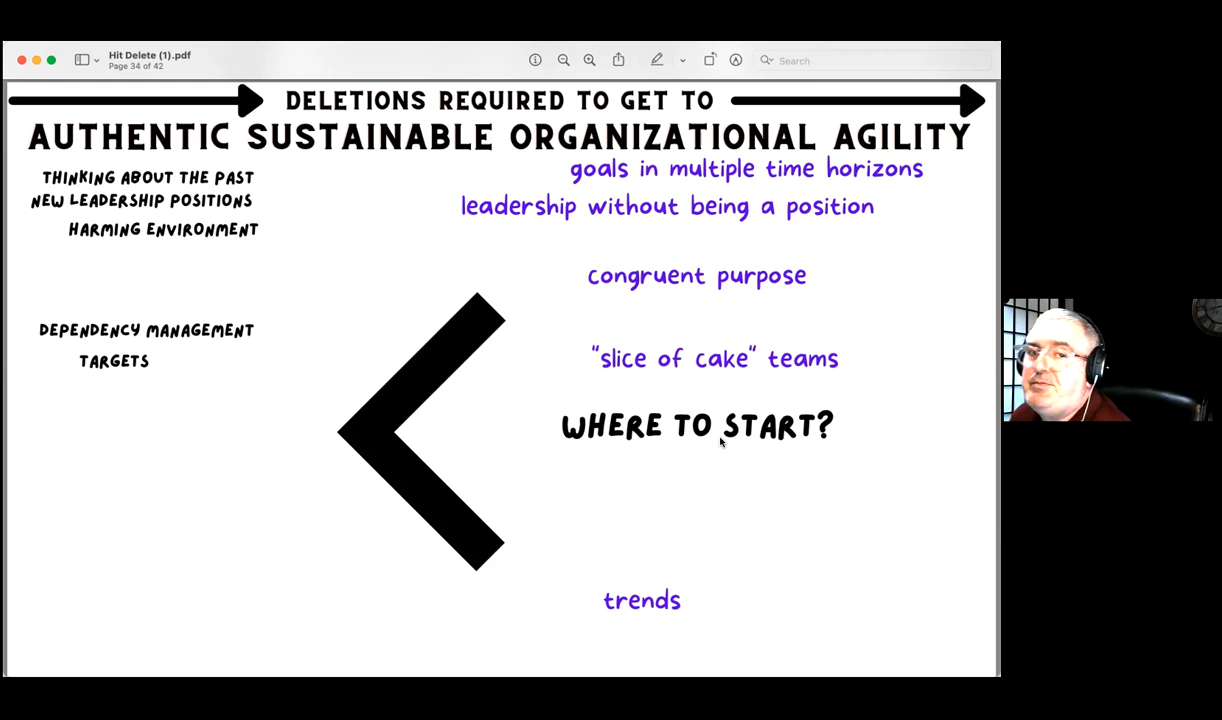 Hit Delete (1).pdf
Page 34 of 42
Search
DELETIONS REQUIRED TO GET TO
AUTHENTIC SUSTAINABLE ORGANIZATIONAL AGILITY
THINKING ABOUT THE PAST
goals in multiple time horizons
NEW LEADERSHIP POSITIONS
leadership without being a position
HARMING ENVIRONMENT
congruent purpose
DEPENDENCY MANAGEMENT
TARGETS
"slice of cake" teams
WHERE TO START?
trends